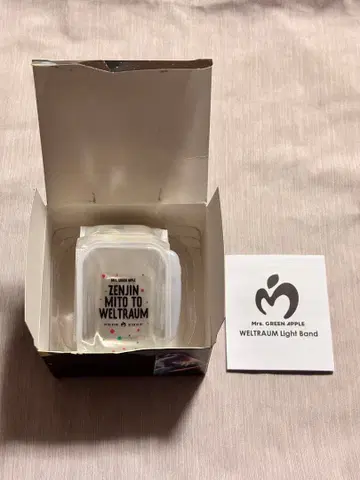 Mrs. GREEN APPLE
ZENJIN
MITO TO
WELTRAUM
Mrs. GREEN APPLE
WELTRAUM Light Band